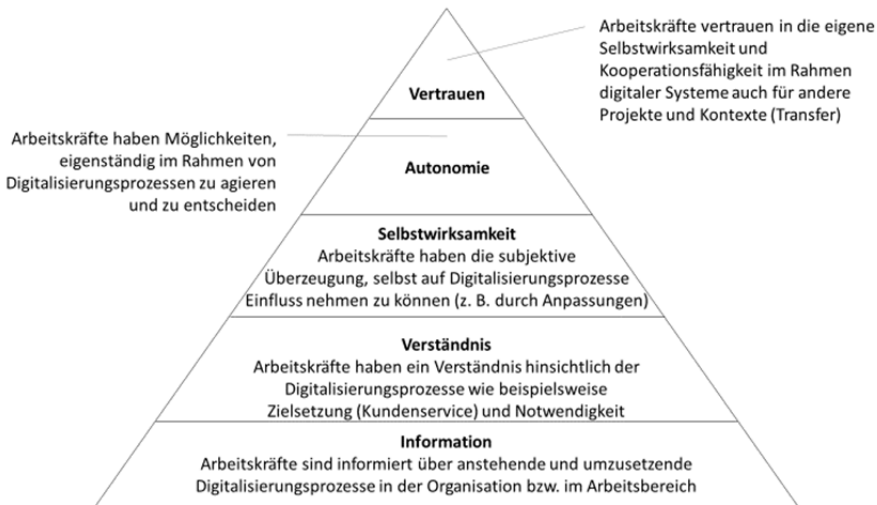 Arbeitskräfte vertrauen in die eigene
Selbstwirksamkeit und
Kooperationsfähigkeit im Rahmen
digitaler Systeme auch für andere
Projekte und Kontexte (Transfer)
Vertrauen
Arbeitskräfte haben Möglichkeiten,
eigenständig im Rahmen von
Digitalisierungsprozessen zu agieren
und zu entscheiden
Autonomie
Selbstwirksamkeit
Arbeitskräfte haben die subjektive
Überzeugung, selbst auf Digitalisierungsprozesse
Einfluss nehmen zu können (z. B. durch Anpassungen)
Verständnis
Arbeitskräfte haben ein Verständnis hinsichtlich der
Digitalisierungsprozesse wie beispielsweise
Zielsetzung (Kundenservice) und Notwendigkeit
Information
Arbeitskräfte sind informiert über anstehende und umzusetzende
Digitalisierungsprozesse in der Organisation bzw. im Arbeitsbereich